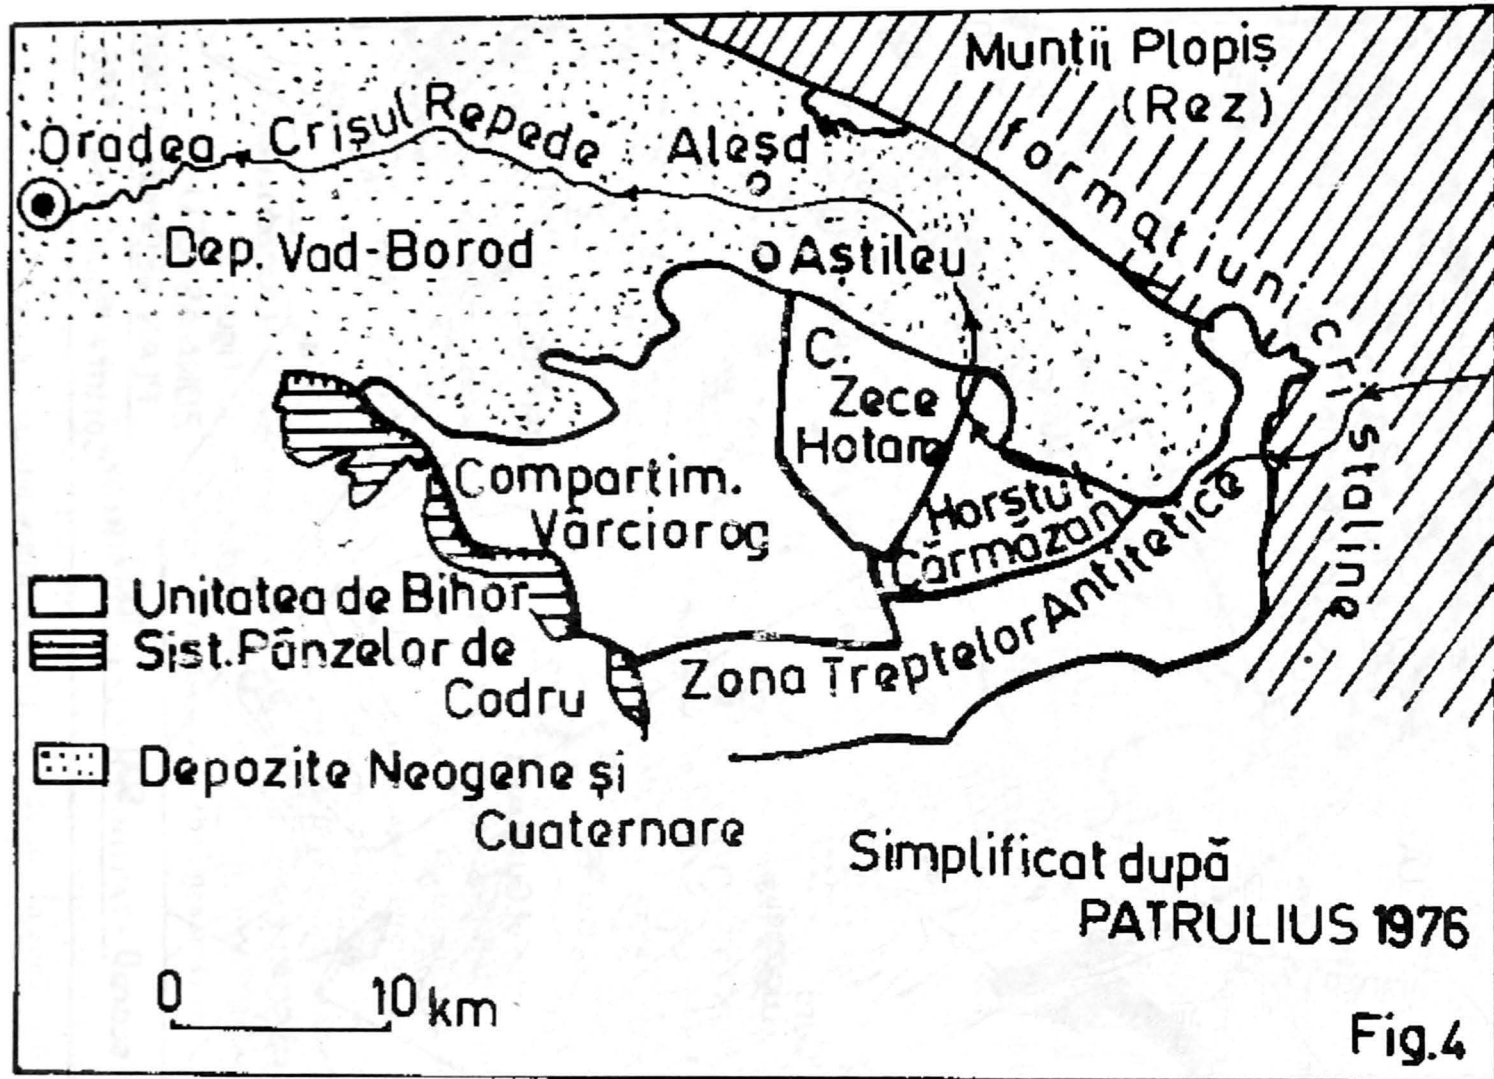 Munții Plopiș
(Rez)
formațiuni cristaline
Oradea
Crișul Repede
Aleșd
Dep. Vad-Borod
Aștileu
C.
Zece
Hotare
Compartim.
Vârciorog
Horstul
Cărmăzan
Zona Treptelor Antitetice
Unitatea de Bihor
Sist.Pânzelor de
Codru
Depozite Neogene și
Cuaternare
Simplificat după
PATRULIUS 1976
0 10 km
Fig.4